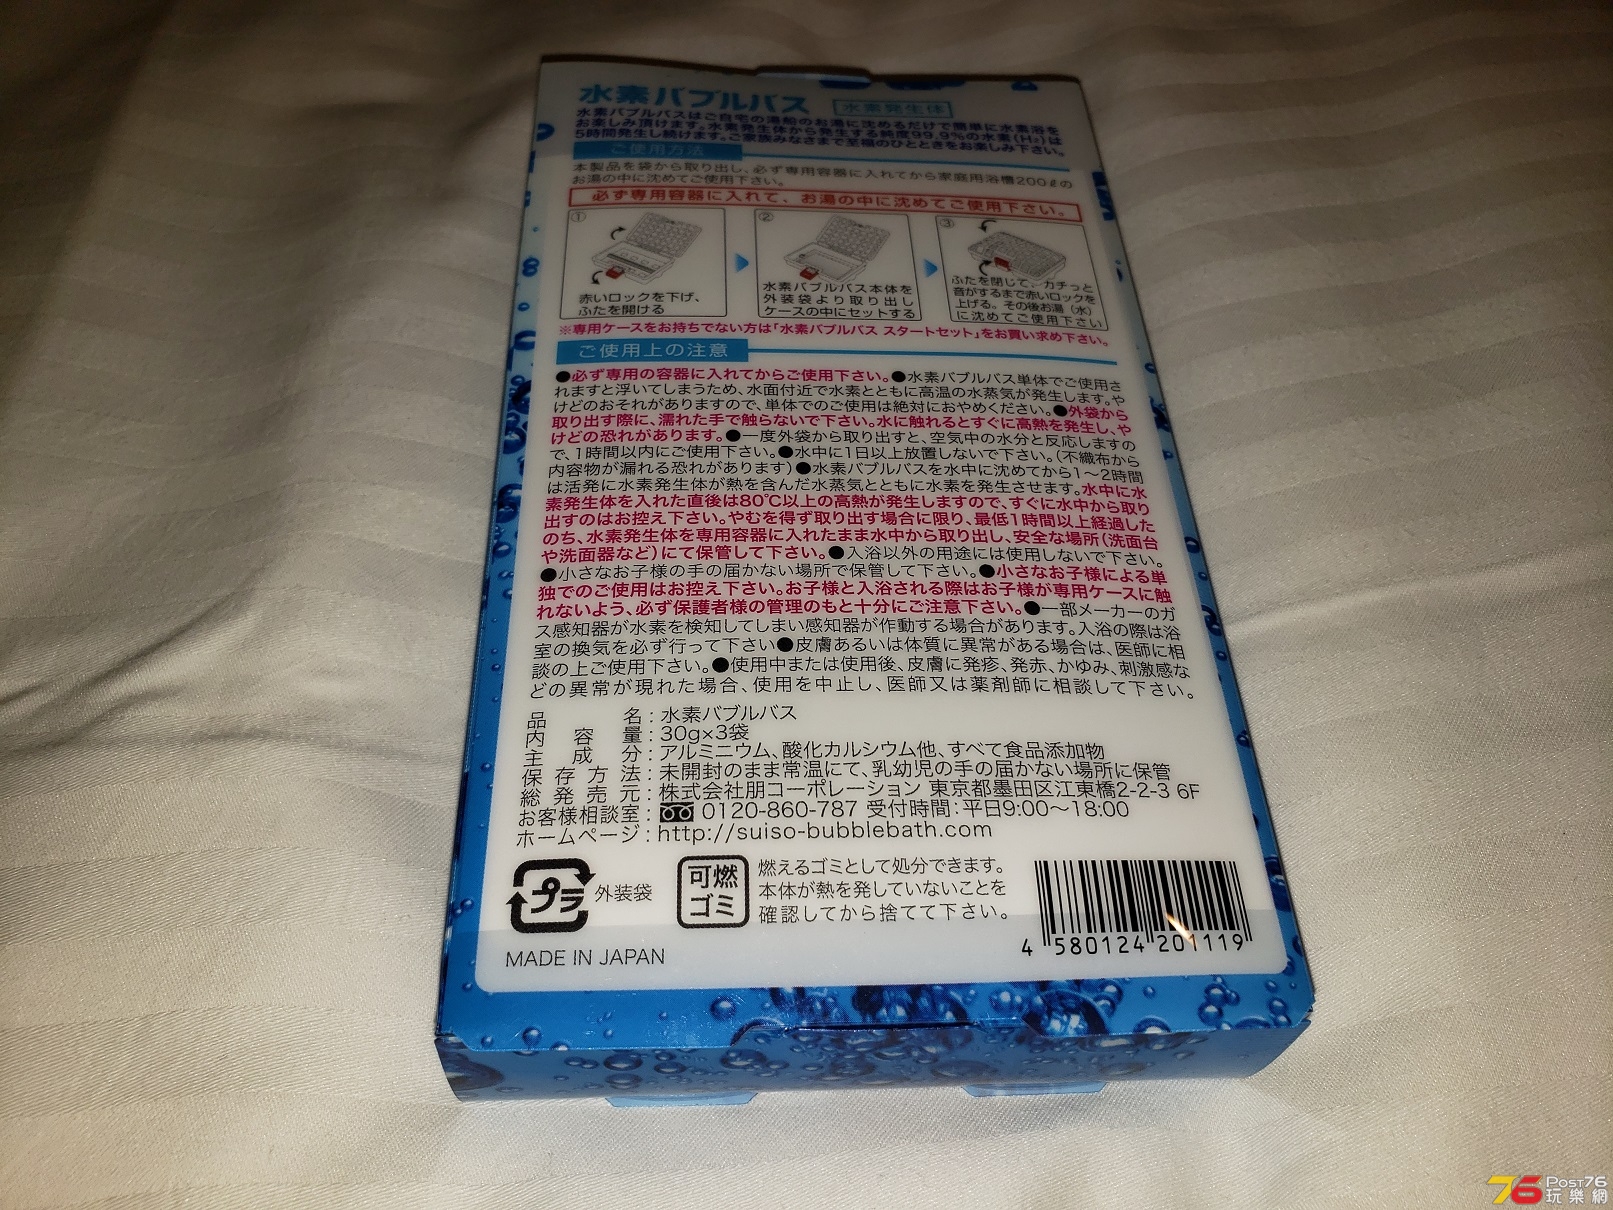 水素バブルバス 水素発生体
水素バブルバスはご自宅の湯船のお湯に沈めるだけで簡単に水素浴を
お楽しみ頂けます。水素発生体から発生する純度99.9%の水素(H₂)は
5時間発生し続けます。ご家族みなさまで至福のひとときをお楽しみ下さい。
ご使用方法
本製品を袋から取り出し、必ず専用容器に入れてから家庭用浴槽200ℓの
お湯の中に沈めてご使用下さい。
必ず専用容器に入れて、お湯の中に沈めてご使用下さい。
①
赤いロックを下げ、
ふたを開ける
②
水素バブルバス本体を
外装袋より取り出し
ケースの中にセットする
③
ふたを閉じて、カチっと
音がするまで赤いロックを
上げる。その後お湯(水)
に沈めてご使用下さい
※専用ケースをお持ちでない方は「水素バブルバス スタートセット」をお買い求め下さい。
ご使用上の注意
●必ず専用の容器に入れてからご使用下さい。●水素バブルバス単体でご使用さ
れますと浮いてしまうため、水面付近で水素とともに高温の水蒸気が発生します。や
けどのおそれがありますので、単体でのご使用は絶対におやめください。●外袋から
取り出す際に、濡れた手で触らないで下さい。水に触れるとすぐに高熱を発生し、や
けどの恐れがあります。●一度外袋から取り出すと、空気中の水分と反応しますの
で、1時間以内にご使用下さい。●水中に1日以上放置しないで下さい。(不織布から
内容物が漏れる恐れがあります)●水素バブルバスを水中に沈めてから1〜2時間
は活発に水素発生体が熱を含んだ水蒸気とともに水素を発生させます。水中に水
素発生体を入れた直後は80℃以上の高熱が発生しますので、すぐに水中から取り
出すのはお控え下さい。やむを得ず取り出す場合に限り、最低1時間以上経過した
のち、水素発生体を専用容器に入れたまま水中から取り出し、安全な場所(洗面台
や洗面器など)にて保管して下さい。●入浴以外の用途には使用しないで下さい。
●小さなお子様の手の届かない場所で保管して下さい。●小さなお子様による単
独でのご使用はお控え下さい。お子様と入浴される際はお子様が専用ケースに触
れないよう、必ず保護者様の管理のもと十分にご注意下さい。●一部メーカーのガ
ス感知器が水素を検知してしまい感知器が作動する場合があります。入浴の際は浴
室の換気を必ず行って下さい●皮膚あるいは体質に異常がある場合は、医師に相
談の上ご使用下さい。●使用中または使用後、皮膚に発疹、発赤、かゆみ、刺激感な
どの異常が現れた場合、使用を中止し、医師又は薬剤師に相談して下さい。
品名:水素バブルバス
内容量:30g×3袋
主成分:アルミニウム、酸化カルシウム他、すべて食品添加物
保存方法:未開封のまま常温にて、乳幼児の手の届かない場所に保管
総発売元:株式会社朋コーポレーション 東京都墨田区江東橋2-2-3 6F
お客様相談室: 0120-860-787 受付時間:平日9:00〜18:00
ホームページ:http://suiso-bubblebath.com
プラ 外装袋
可燃
ゴミ
燃えるゴミとして処分できます。
本体が熱を発していないことを
確認してから捨てて下さい。
4 580124 201119
MADE IN JAPAN
76 POST76
玩樂網